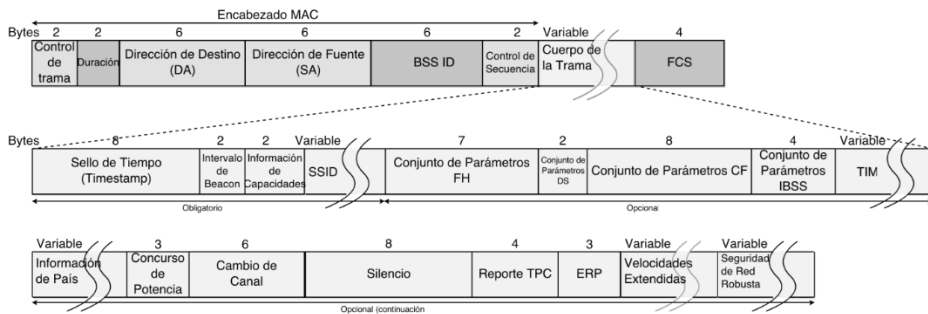 Encabezado MAC
Bytes 2 2 6 6 6 2 Variable 4
Control de trama Duración Dirección de Destino (DA) Dirección de Fuente (SA) BSS ID Control de Secuencia Cuerpo de la Trama FCS
Bytes 8 2 2 Variable 7 2 8 4 Variable
Sello de Tiempo (Timestamp) Intervalo de Beacon Información de Capacidades SSID Conjunto de Parámetros FH Conjunto de Parámetros DS Conjunto de Parámetros CF Conjunto de Parámetros IBSS TIM
Obligatorio Opcional
Variable 3 6 8 4 3 Variable Variable
Información de País Concurso de Potencia Cambio de Canal Silencio Reporte TPC ERP Velocidades Extendidas Seguridad de Red Robusta
Opcional (continuación